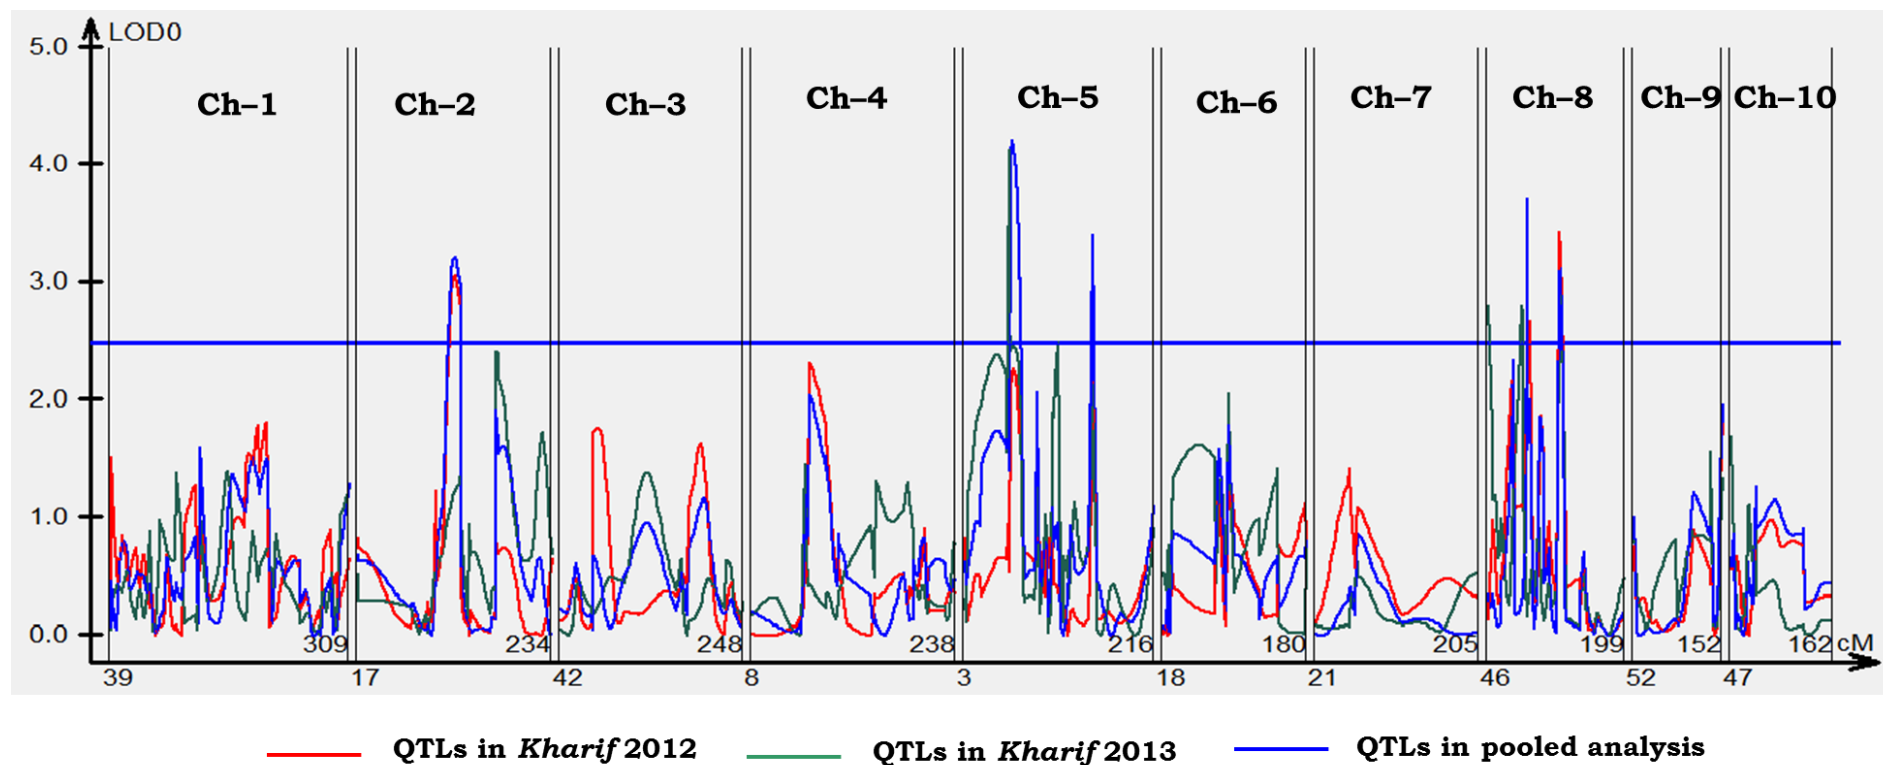 LOD0
5.0
Ch–1 Ch–2 Ch–3 Ch–4 Ch–5 Ch–6 Ch–7 Ch–8 Ch–9 Ch–10
4.0
3.0
2.0
1.0
0.0
309 234 248 238 216 180 205 199 152 162 cM
39 17 42 8 3 18 21 46 52 47
QTLs in Kharif 2012 QTLs in Kharif 2013 QTLs in pooled analysis